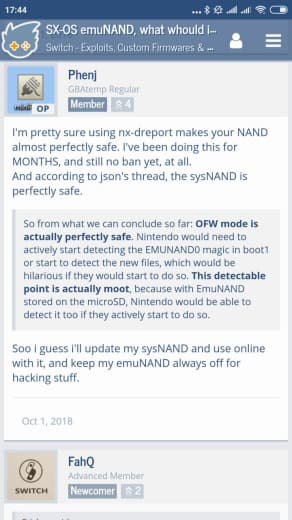 17:44
SX-OS emuNAND, what whould I...
Switch - Exploits, Custom Firmwares & ...
Phenj
GBAtemp Regular
OP
Member 4
I'm pretty sure using nx-dreport makes your NAND
almost perfectly safe. I've been doing this for
MONTHS, and still no ban yet, at all.
And according to json's thread, the sysNAND is
perfectly safe.
So from what we can conclude so far: OFW mode is
actually perfectly safe. Nintendo would need to
actively start detecting the EMUNAND0 magic in boot1
or start to detect the new files, which would be
hilarious if they would start to do so. This detectable
point is actually moot, because with EmuNAND
stored on the microSD, Nintendo would be able to
detect it too if they actively start to do so.
Soo i guess i'll update my sysNAND and use online
with it, and keep my emuNAND always off for
hacking stuff.
Oct 1, 2018
FahQ
Advanced Member
SWITCH
Newcomer 2